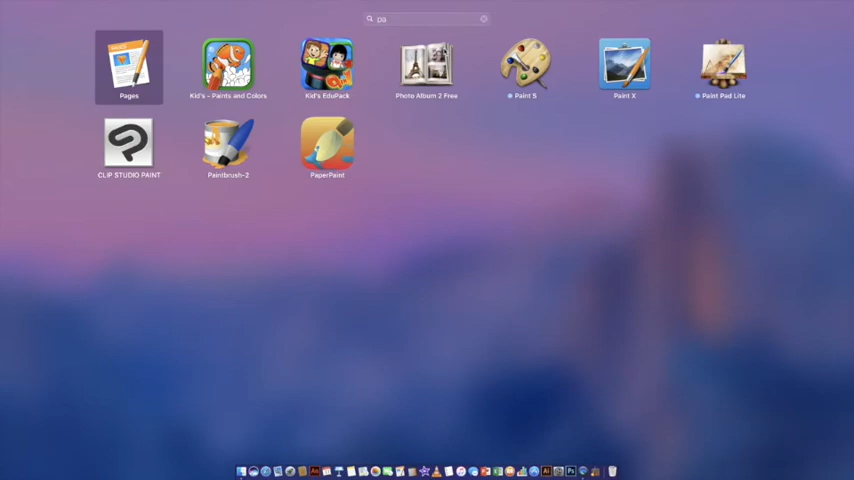 pa
Pages
Kid's - Paints and Colors
Kid's EduPack
Photo Album 2 Free
Paint S
Paint X
Paint Pad Lite
CLIP STUDIO PAINT
Paintbrush-2
PaperPaint